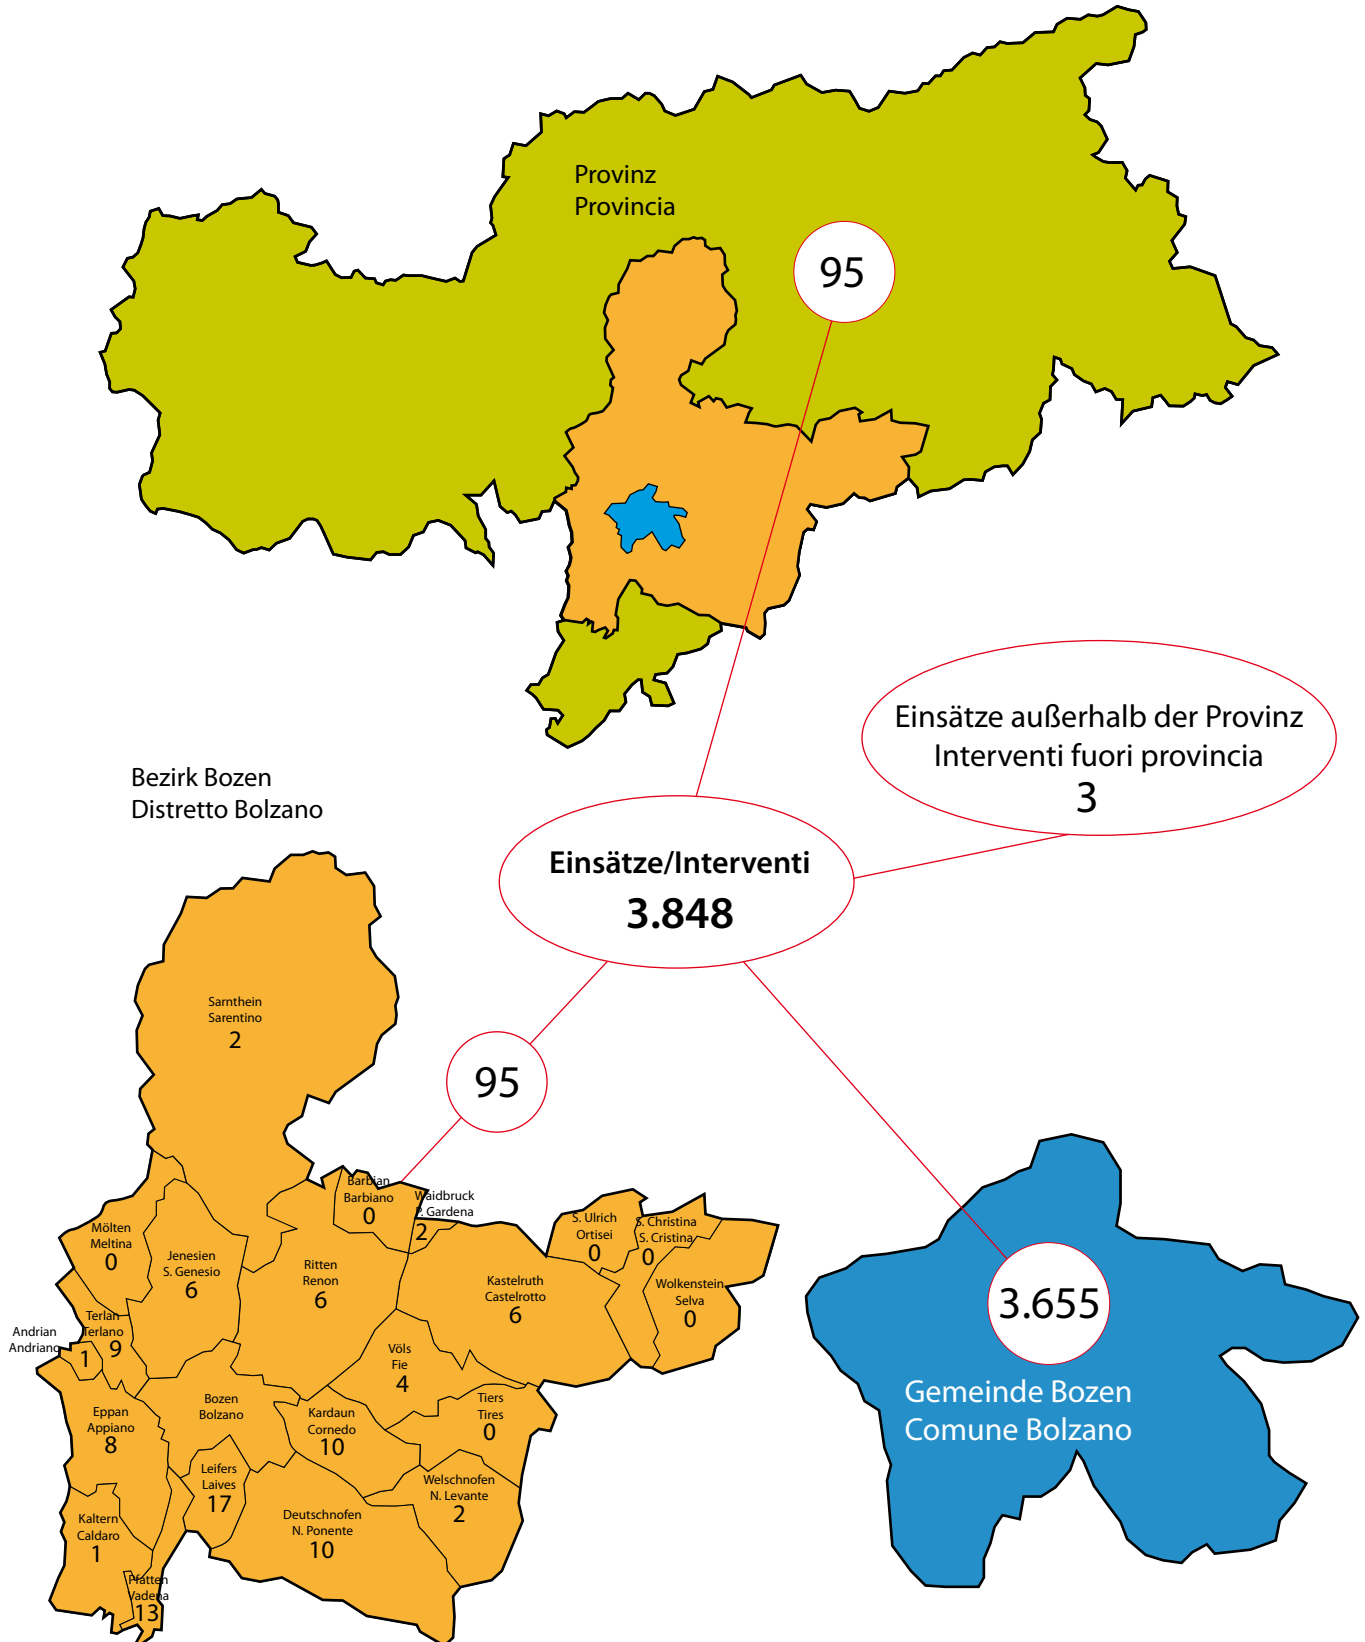 Provinz
Provincia
95
Einsätze außerhalb der Provinz
Interventi fuori provincia
3
Bezirk Bozen
Distretto Bolzano
Einsätze/Interventi
3.848
95
Sarnthein
Sarentino
2
Barbian
Barbiano
0
Waidbruck
P. Gardena
2
Mölten
Meltina
0
Jenesien
S. Genesio
6
Ritten
Renon
6
Kastelruth
Castelrotto
6
S. Ulrich
Ortisei
0
S. Christina
S. Cristina
0
Wolkenstein
Selva
0
Terlan
Terlano
9
Andrian
Andriano
1
Völs
Fie
4
Eppan
Appiano
8
Bozen
Bolzano
Kardaun
Cornedo
10
Tiers
Tires
0
Leifers
Laives
17
Welschnofen
N. Levante
2
Deutschnofen
N. Ponente
10
Kaltern
Caldaro
1
Pfatten
Vadena
13
3.655
Gemeinde Bozen
Comune Bolzano